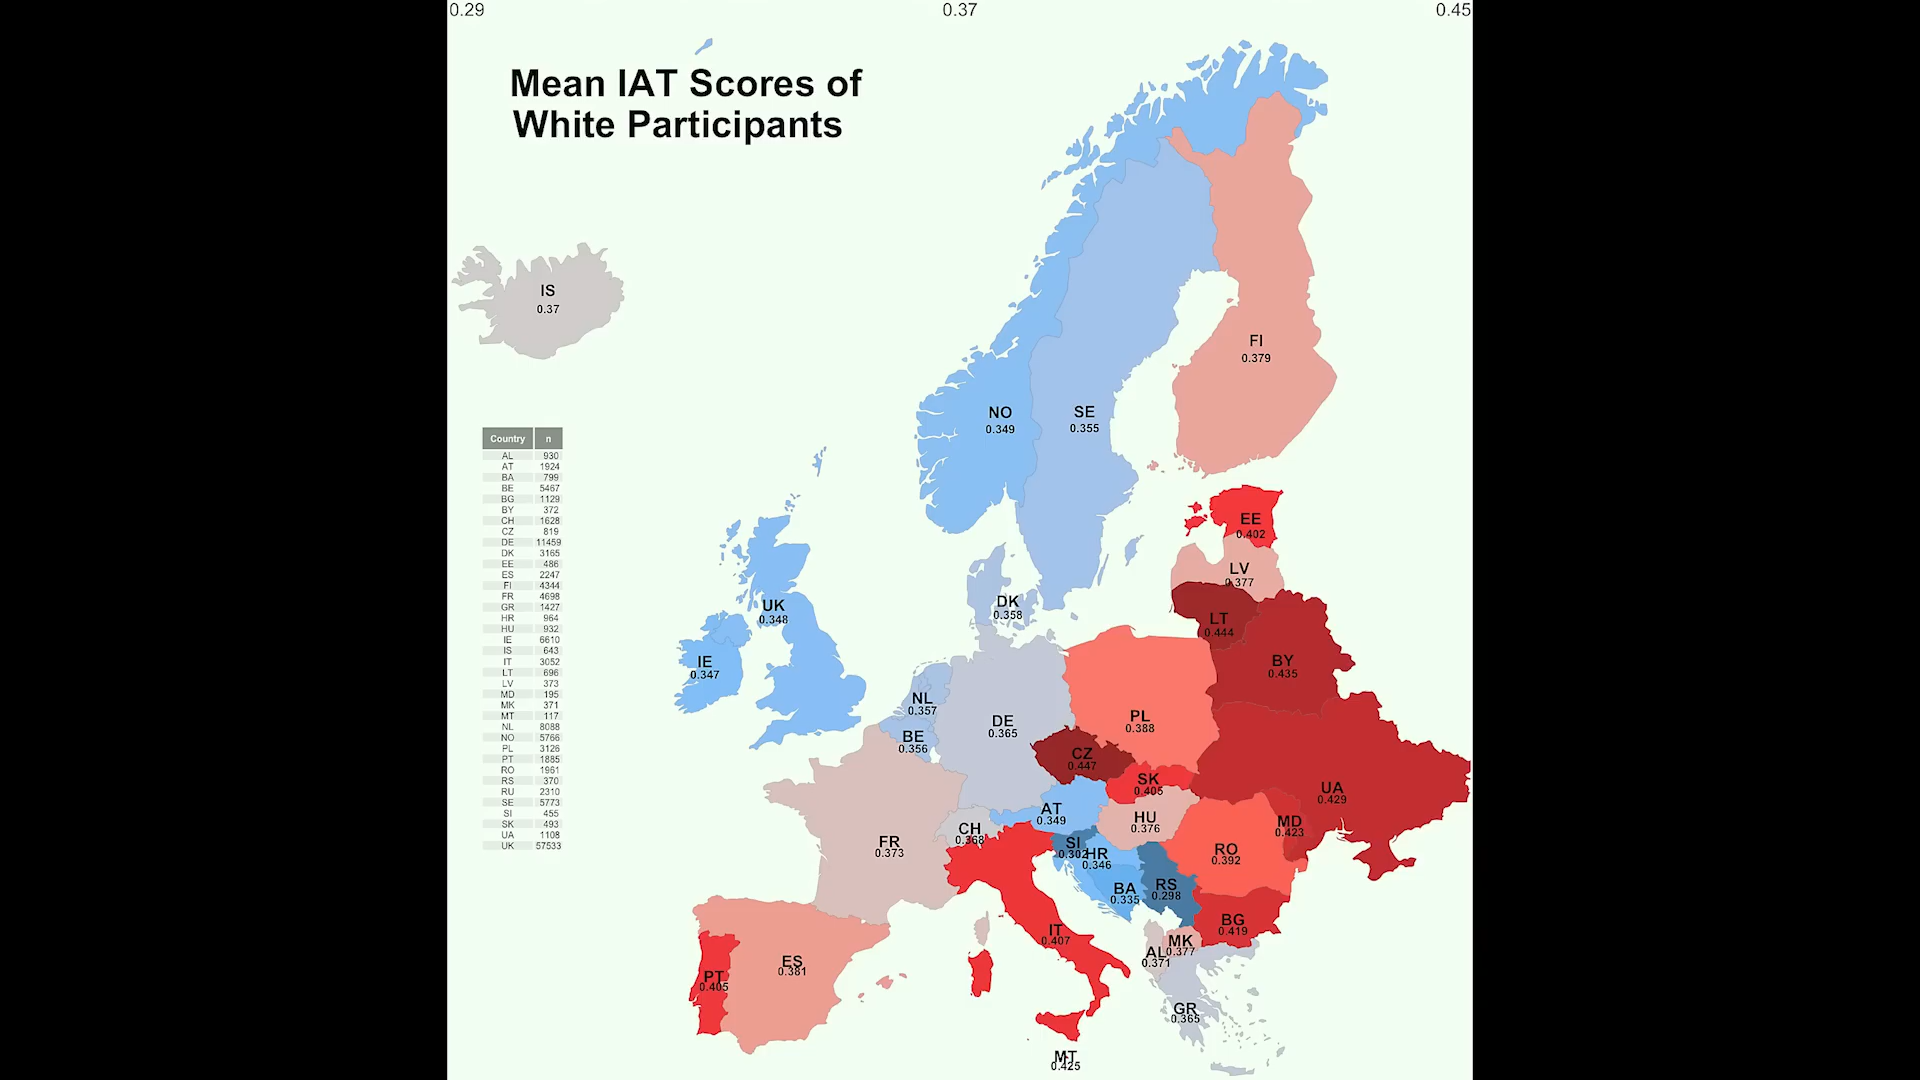 0.29 0.37 0.45
Mean IAT Scores of
White Participants
IS
0.37
FI
0.379
NO
0.349
SE
0.355
Country n
AL 930
AT 1924
BA 799
BE 5467
BG 1129
BY 372
CH 1628
CZ 819
DE 11459
DK 3165
EE 486
ES 2247
FI 4344
FR 4698
GR 1427
HR 964
HU 932
IE 6610
IS 643
IT 3052
LT 696
LV 373
MD 195
MK 371
MT 117
NL 8088
NO 5766
PL 3126
PT 1885
RO 1961
RS 370
RU 2310
SE 5773
SI 455
SK 493
UA 1108
UK 57533
EE
0.402
LV
0.377
DK
0.358
UK
0.348
LT
0.444
IE
0.347
BY
0.435
NL
0.357
DE
0.365
PL
0.388
BE
0.356
CZ
0.447
SK
0.405
UA
0.429
AT
0.349
HU
0.376
MD
0.423
CH
0.368
FR
0.373
SI
0.302
HR
0.346
RO
0.392
BA
0.335
RS
0.298
BG
0.419
IT
0.407
MK
0.377
AL
0.371
ES
0.381
PT
0.405
GR
0.365
MT
0.425